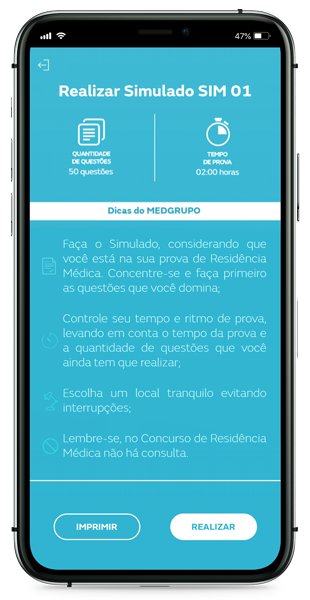 47%
Realizar Simulado SIM 01
QUANTIDADE
DE QUESTÕES
50 questões
TEMPO
DE PROVA
02:00 horas
Dicas do MEDGRUPO
Faça o Simulado, considerando que
você está na sua prova de Residência
Médica. Concentre-se e faça primeiro
as questões que você domina;
Controle seu tempo e ritmo de prova,
levando em conta o tempo da prova e
a quantidade de questões que você
ainda tem que realizar;
Escolha um local tranquilo evitando
interrupções;
Lembre-se, no Concurso de Residência
Médica não há consulta.
IMPRIMIR
REALIZAR